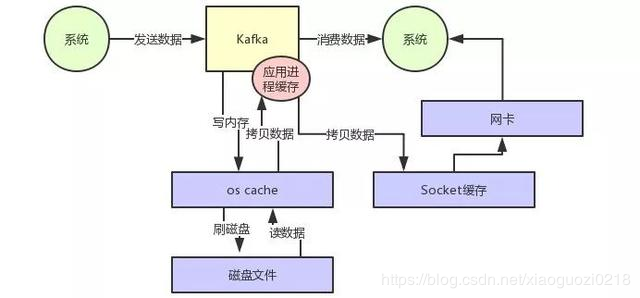 系统
发送数据
Kafka
消费数据
系统
应用进
程缓存
网卡
写内存
拷贝数据
拷贝数据
os cache
Socket缓存
刷磁盘
读数据
磁盘文件
https://blog.csdn.net/xiaoguozi0218